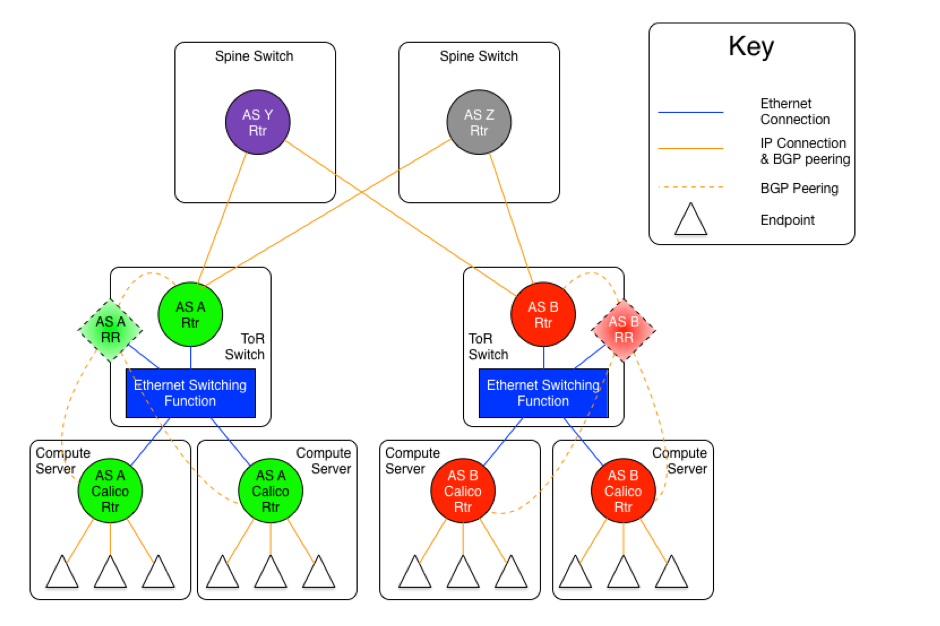 Spine Switch
Spine Switch
AS Y
Rtr
AS Z
Rtr
Key
Ethernet
Connection
IP Connection
& BGP peering
BGP Peering
Endpoint
AS A
RR
AS A
Rtr
ToR
Switch
Ethernet Switching
Function
AS B
Rtr
AS B
RR
ToR
Switch
Ethernet Switching
Function
Compute
Server
AS A
Calico
Rtr
Compute
Server
AS A
Calico
Rtr
Compute
Server
AS B
Calico
Rtr
Compute
Server
AS B
Calico
Rtr